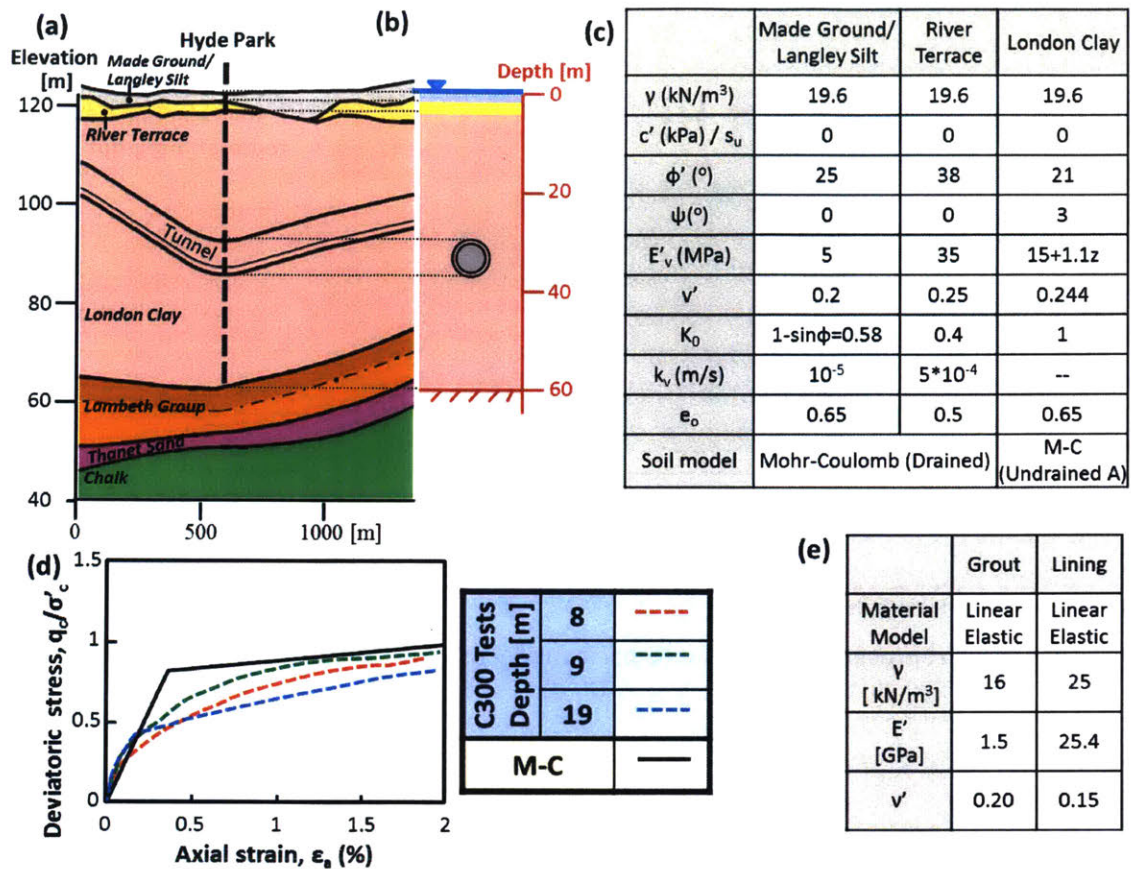 (a)
Hyde Park
(b)
Elevation
[m]
Made Ground/
Langley Silt
120
River Terrace
100
Tunnel
80
London Clay
60
Lambeth Group
Thanet Sand
Chalk
40
0
500
1000 [m]
Depth [m]
0
20
40
60
(c)
Made Ground/ Langley Silt River Terrace London Clay
γ (kN/m³) 19.6 19.6 19.6
c' (kPa) / sᵤ 0 0 0
ϕ' (°) 25 38 21
ψ(°) 0 0 3
E'ᵥ (MPa) 5 35 15+1.1z
ν' 0.2 0.25 0.244
K₀ 1-sinϕ=0.58 0.4 1
kᵥ (m/s) 10⁻⁵ 5*10⁻⁴ --
eₒ 0.65 0.5 0.65
Soil model Mohr-Coulomb (Drained) M-C (Undrained A)
(d)
1.5
1
0.5
0
Deviatoric stress, q_c/σ'_c
0 0.5 1 1.5 2
Axial strain, εₐ (%)
C300 Tests
Depth [m]
8
9
19
M-C
(e)
Grout Lining
Material Model Linear Elastic Linear Elastic
γ [ kN/m³] 16 25
E' [GPa] 1.5 25.4
ν' 0.20 0.15